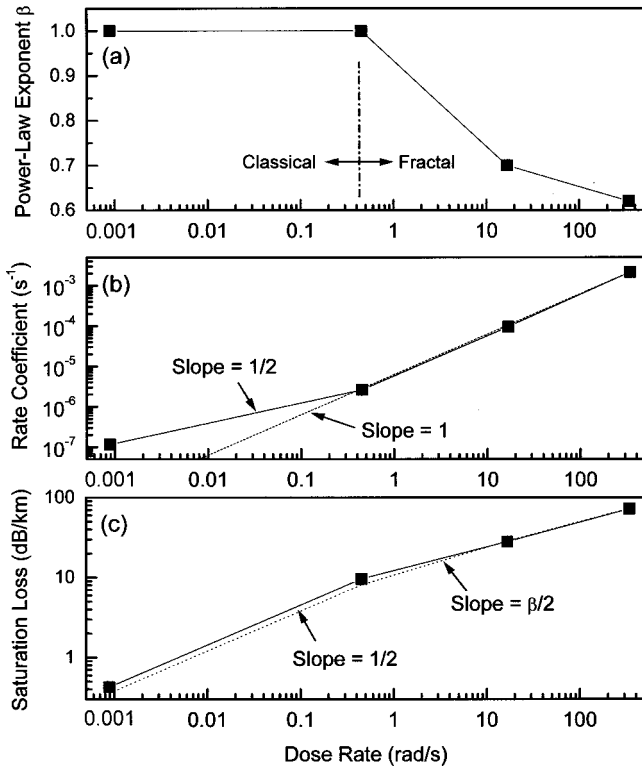 Power-Law Exponent β
1.0
0.9
0.8
0.7
0.6
(a)
Classical
Fractal
0.001
0.01
0.1
1
10
100
Rate Coefficient (s⁻¹)
10⁻³
10⁻⁴
10⁻⁵
10⁻⁶
10⁻⁷
(b)
Slope = 1/2
Slope = 1
0.001
0.01
0.1
1
10
100
Saturation Loss (dB/km)
100
10
1
(c)
Slope = β/2
Slope = 1/2
0.001
0.01
0.1
1
10
100
Dose Rate (rad/s)